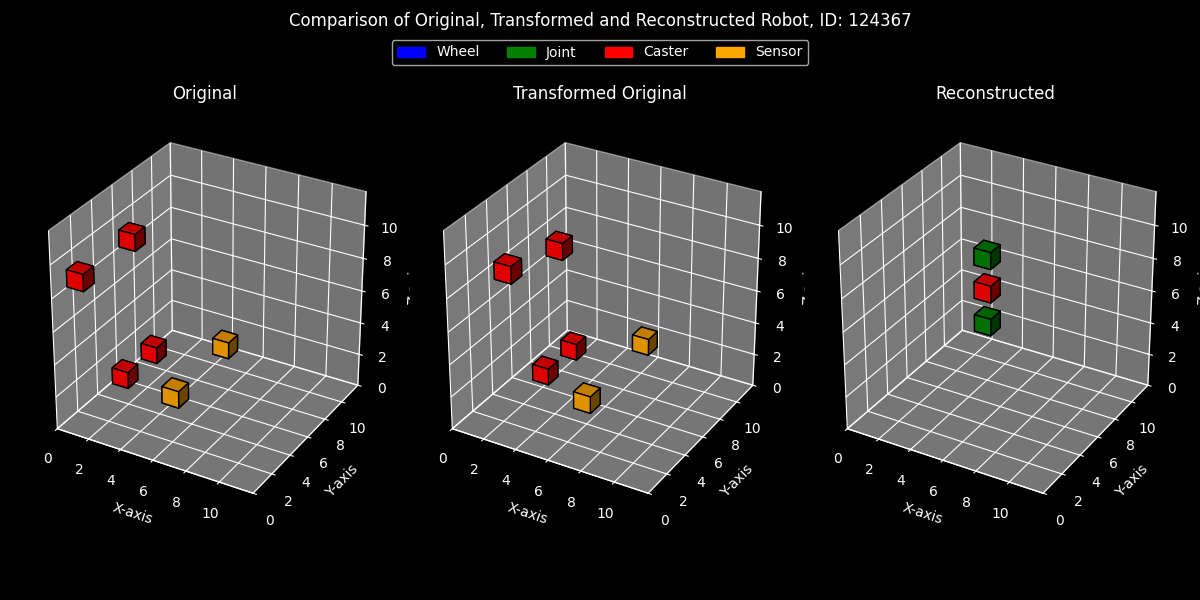 Comparison of Original, Transformed and Reconstructed Robot, ID: 124367
Wheel Joint Caster Sensor
Original
Transformed Original
Reconstructed
0 2 4 6 8 10
X-axis
0 2 4 6 8 10
Y-axis
0 2 4 6 8 10
0 2 4 6 8 10
X-axis
0 2 4 6 8 10
Y-axis
0 2 4 6 8 10
0 2 4 6 8 10
X-axis
0 2 4 6 8 10
Y-axis
0 2 4 6 8 10